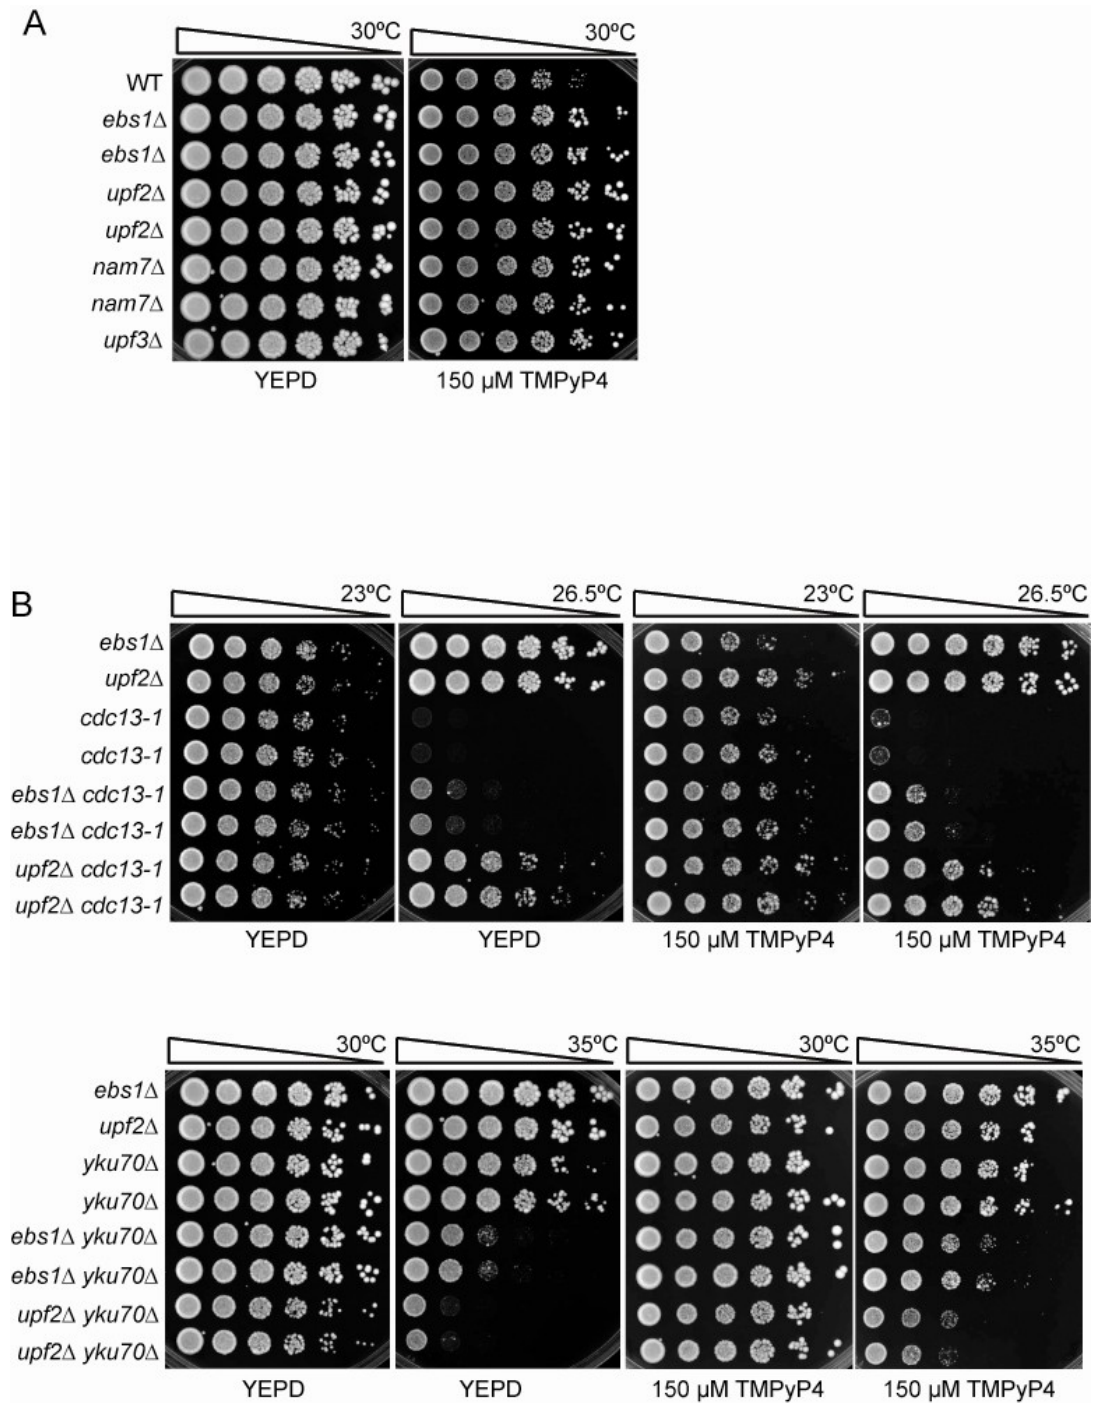 A
30ºC 30ºC
WT
ebs1Δ
ebs1Δ
upf2Δ
upf2Δ
nam7Δ
nam7Δ
upf3Δ
YEPD 150 µM TMPyP4
B
23ºC 26.5ºC 23ºC 26.5ºC
ebs1Δ
upf2Δ
cdc13-1
cdc13-1
ebs1Δ cdc13-1
ebs1Δ cdc13-1
upf2Δ cdc13-1
upf2Δ cdc13-1
YEPD YEPD 150 µM TMPyP4 150 µM TMPyP4
30ºC 35ºC 30ºC 35ºC
ebs1Δ
upf2Δ
yku70Δ
yku70Δ
ebs1Δ yku70Δ
ebs1Δ yku70Δ
upf2Δ yku70Δ
upf2Δ yku70Δ
YEPD YEPD 150 µM TMPyP4 150 µM TMPyP4